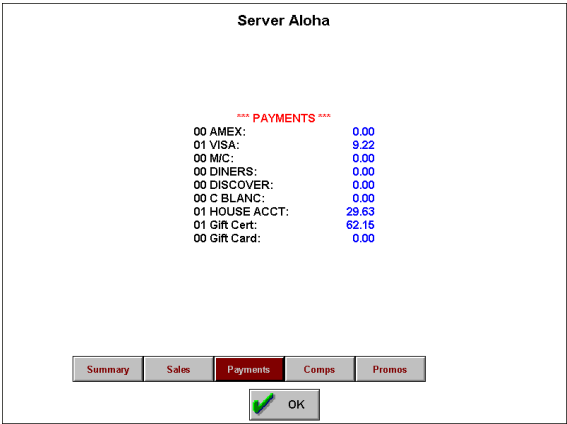 Server Aloha
*** PAYMENTS ***
00 AMEX: 0.00
01 VISA: 9.22
00 M/C: 0.00
00 DINERS: 0.00
00 DISCOVER: 0.00
00 C BLANC: 0.00
01 HOUSE ACCT: 29.63
01 Gift Cert: 62.15
00 Gift Card: 0.00
Summary Sales Payments Comps Promos
OK